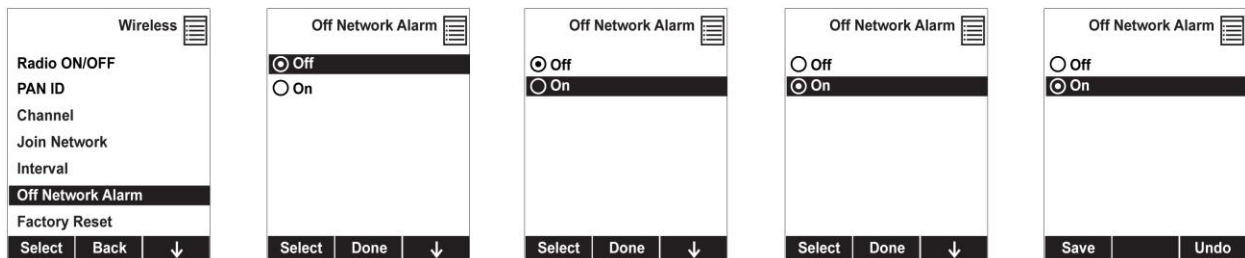 Wireless
Radio ON/OFF
PAN ID
Channel
Join Network
Interval
Off Network Alarm
Factory Reset
Select Back ↓
Off Network Alarm
Off
On
Select Done ↓
Off Network Alarm
Off
On
Select Done ↓
Off Network Alarm
Off
On
Select Done ↓
Off Network Alarm
Off
On
Save Undo